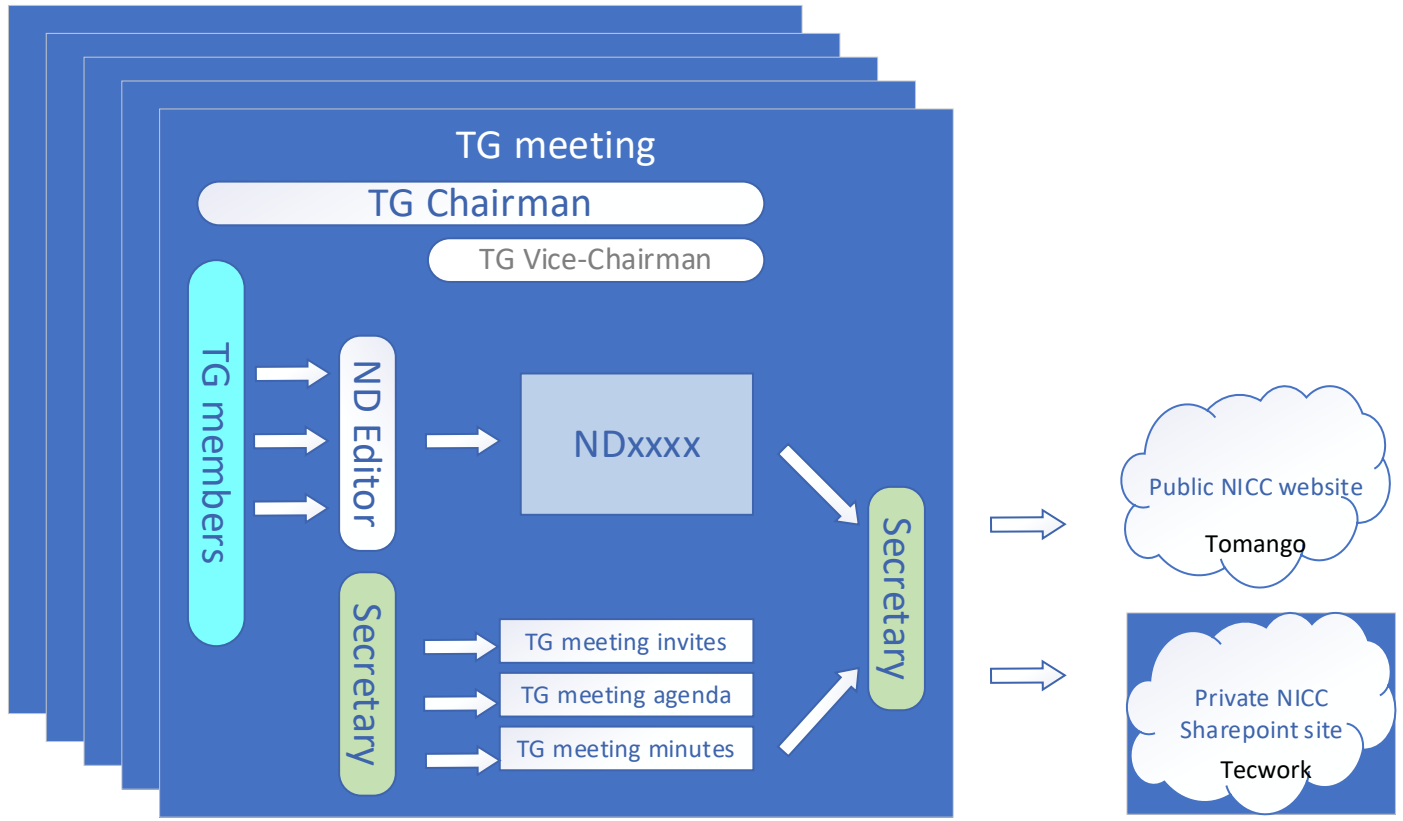 TG meeting
TG Chairman
TG Vice-Chairman
TG members
ND Editor
NDxxxx
Secretary
TG meeting invites
TG meeting agenda
TG meeting minutes
Secretary
Public NICC website
Tomango
Private NICC
Sharepoint site
Tecwork